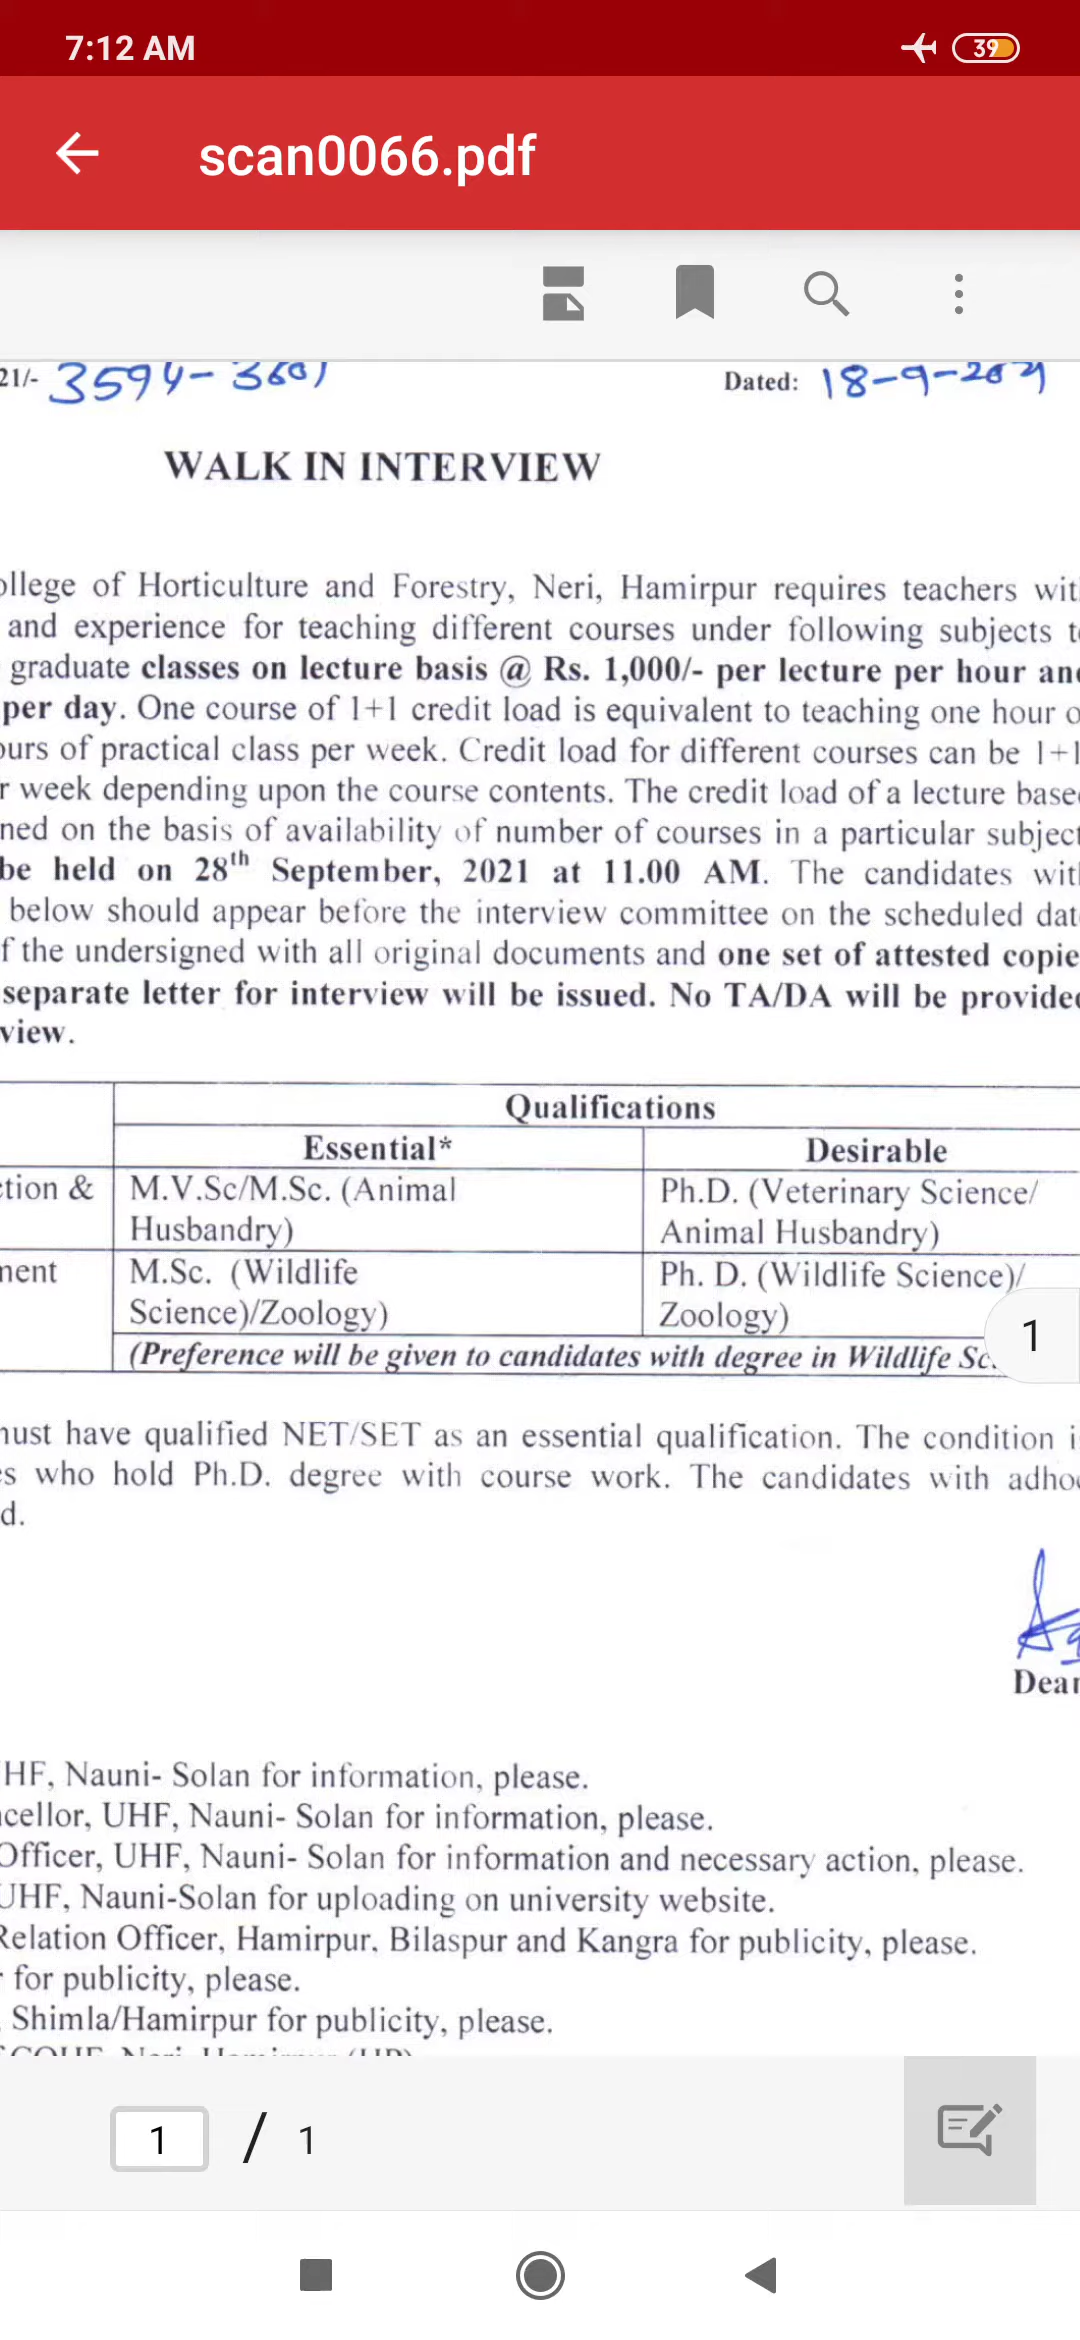 7:12 AM
39
scan0066.pdf
21/- 3594-3601
Dated: 18-9-2021
WALK IN INTERVIEW
ollege of Horticulture and Forestry, Neri, Hamirpur requires teachers wit
and experience for teaching different courses under following subjects t
graduate classes on lecture basis @ Rs. 1,000/- per lecture per hour and
per day. One course of 1+1 credit load is equivalent to teaching one hour o
ours of practical class per week. Credit load for different courses can be 1+1
r week depending upon the course contents. The credit load of a lecture base
ned on the basis of availability of number of courses in a particular subject
be held on 28th September, 2021 at 11.00 AM. The candidates with
below should appear before the interview committee on the scheduled dat
f the undersigned with all original documents and one set of attested copie
separate letter for interview will be issued. No TA/DA will be provided
view.
Qualifications
Essential* Desirable
ction & M.V.Sc/M.Sc. (Animal Ph.D. (Veterinary Science/
Husbandry) Animal Husbandry)
ment M.Sc. (Wildlife Ph. D. (Wildlife Science)/
Science)/Zoology) Zoology)
1
(Preference will be given to candidates with degree in Wildlife Sc
must have qualified NET/SET as an essential qualification. The condition i
es who hold Ph.D. degree with course work. The candidates with adhoc
d.
Dean
HF, Nauni- Solan for information, please.
ncellor, UHF, Nauni- Solan for information, please.
Officer, UHF, Nauni- Solan for information and necessary action, please.
UHF, Nauni-Solan for uploading on university website.
Relation Officer, Hamirpur, Bilaspur and Kangra for publicity, please.
for publicity, please.
Shimla/Hamirpur for publicity, please.
COHF, Neri, Hamirpur (HP)
1 / 1